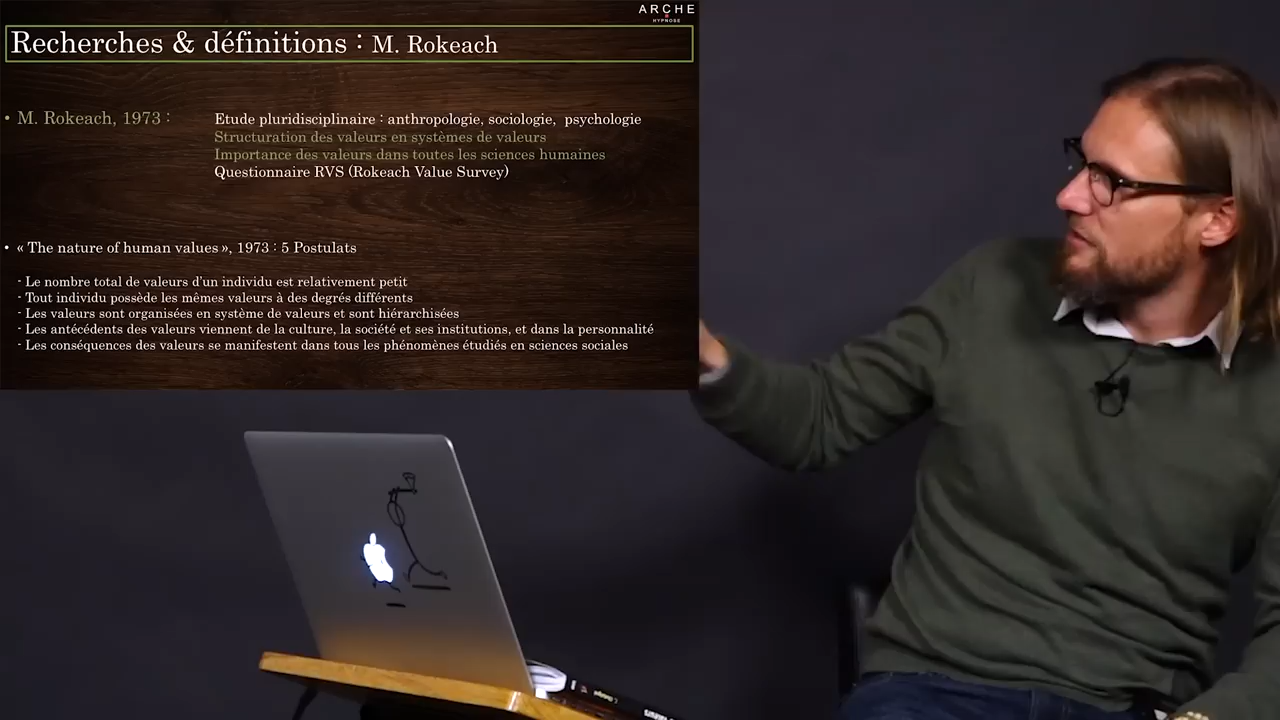 ARCHE
HYPNOSE
Recherches & définitions : M. Rokeach
• M. Rokeach, 1973 :
Etude pluridisciplinaire : anthropologie, sociologie, psychologie
Structuration des valeurs en systèmes de valeurs
Importance des valeurs dans toutes les sciences humaines
Questionnaire RVS (Rokeach Value Survey)
• « The nature of human values », 1973 : 5 Postulats
- Le nombre total de valeurs d'un individu est relativement petit
- Tout individu possède les mêmes valeurs à des degrés différents
- Les valeurs sont organisées en système de valeurs et sont hiérarchisées
- Les antécédents des valeurs viennent de la culture, la société et ses institutions, et dans la personnalité
- Les conséquences des valeurs se manifestent dans tous les phénomènes étudiés en sciences sociales